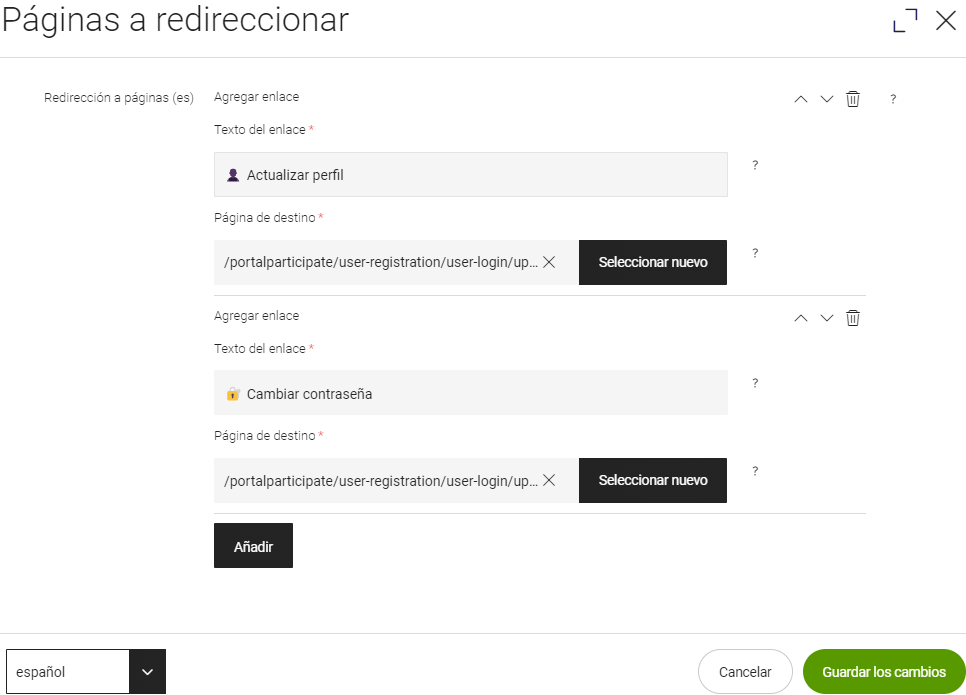 Páginas a redireccionar
Redirección a páginas (es)
Agregar enlace
?
Texto del enlace *
👤 Actualizar perfil
?
Página de destino *
/portalparticipate/user-registration/user-login/up...
Seleccionar nuevo
?
Agregar enlace
Texto del enlace *
🔐 Cambiar contraseña
?
Página de destino *
/portalparticipate/user-registration/user-login/up...
Seleccionar nuevo
?
Añadir
español
Cancelar
Guardar los cambios